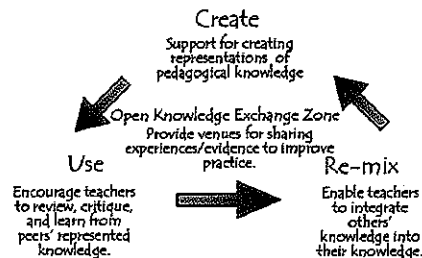 Create
Support for creating
representations of
pedagogical knowledge
Open Knowledge Exchange Zone
Provide venues for sharing
experiences/evidence to improve
practice.
Use
Encourage teachers
to review, critique,
and learn from
peers' represented
knowledge.
Re-mix
Enable teachers
to integrate
others'
knowledge into
their knowledge.